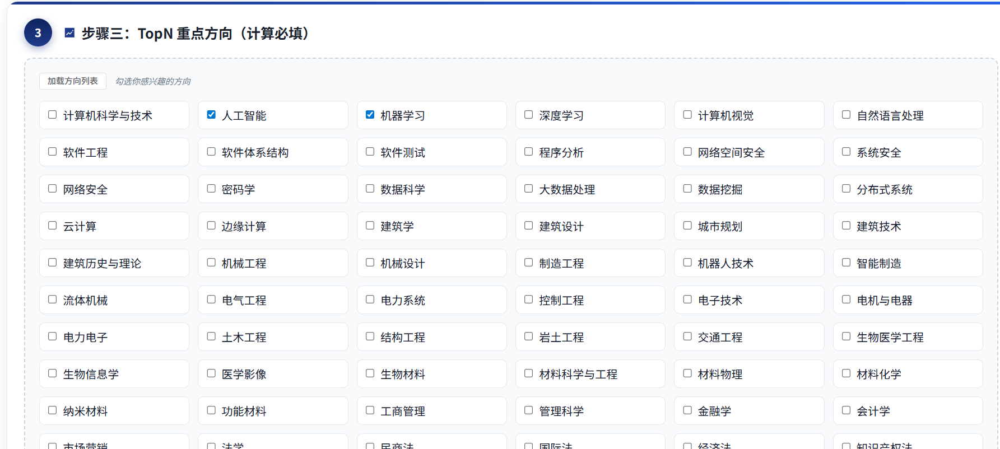 3 步骤三：TopN 重点方向（计算必填）
加载方向列表 勾选你感兴趣的方向
计算机科学与技术 人工智能 机器学习 深度学习 计算机视觉 自然语言处理
软件工程 软件体系结构 软件测试 程序分析 网络空间安全 系统安全
网络安全 密码学 数据科学 大数据处理 数据挖掘 分布式系统
云计算 边缘计算 建筑学 建筑设计 城市规划 建筑技术
建筑历史与理论 机械工程 机械设计 制造工程 机器人技术 智能制造
流体机械 电气工程 电力系统 控制工程 电子技术 电机与电器
电力电子 土木工程 结构工程 岩土工程 交通工程 生物医学工程
生物信息学 医学影像 生物材料 材料科学与工程 材料物理 材料化学
纳米材料 功能材料 工商管理 管理科学 金融学 会计学
市场营销 法学 民商法 国际法 经济法 知识产权法